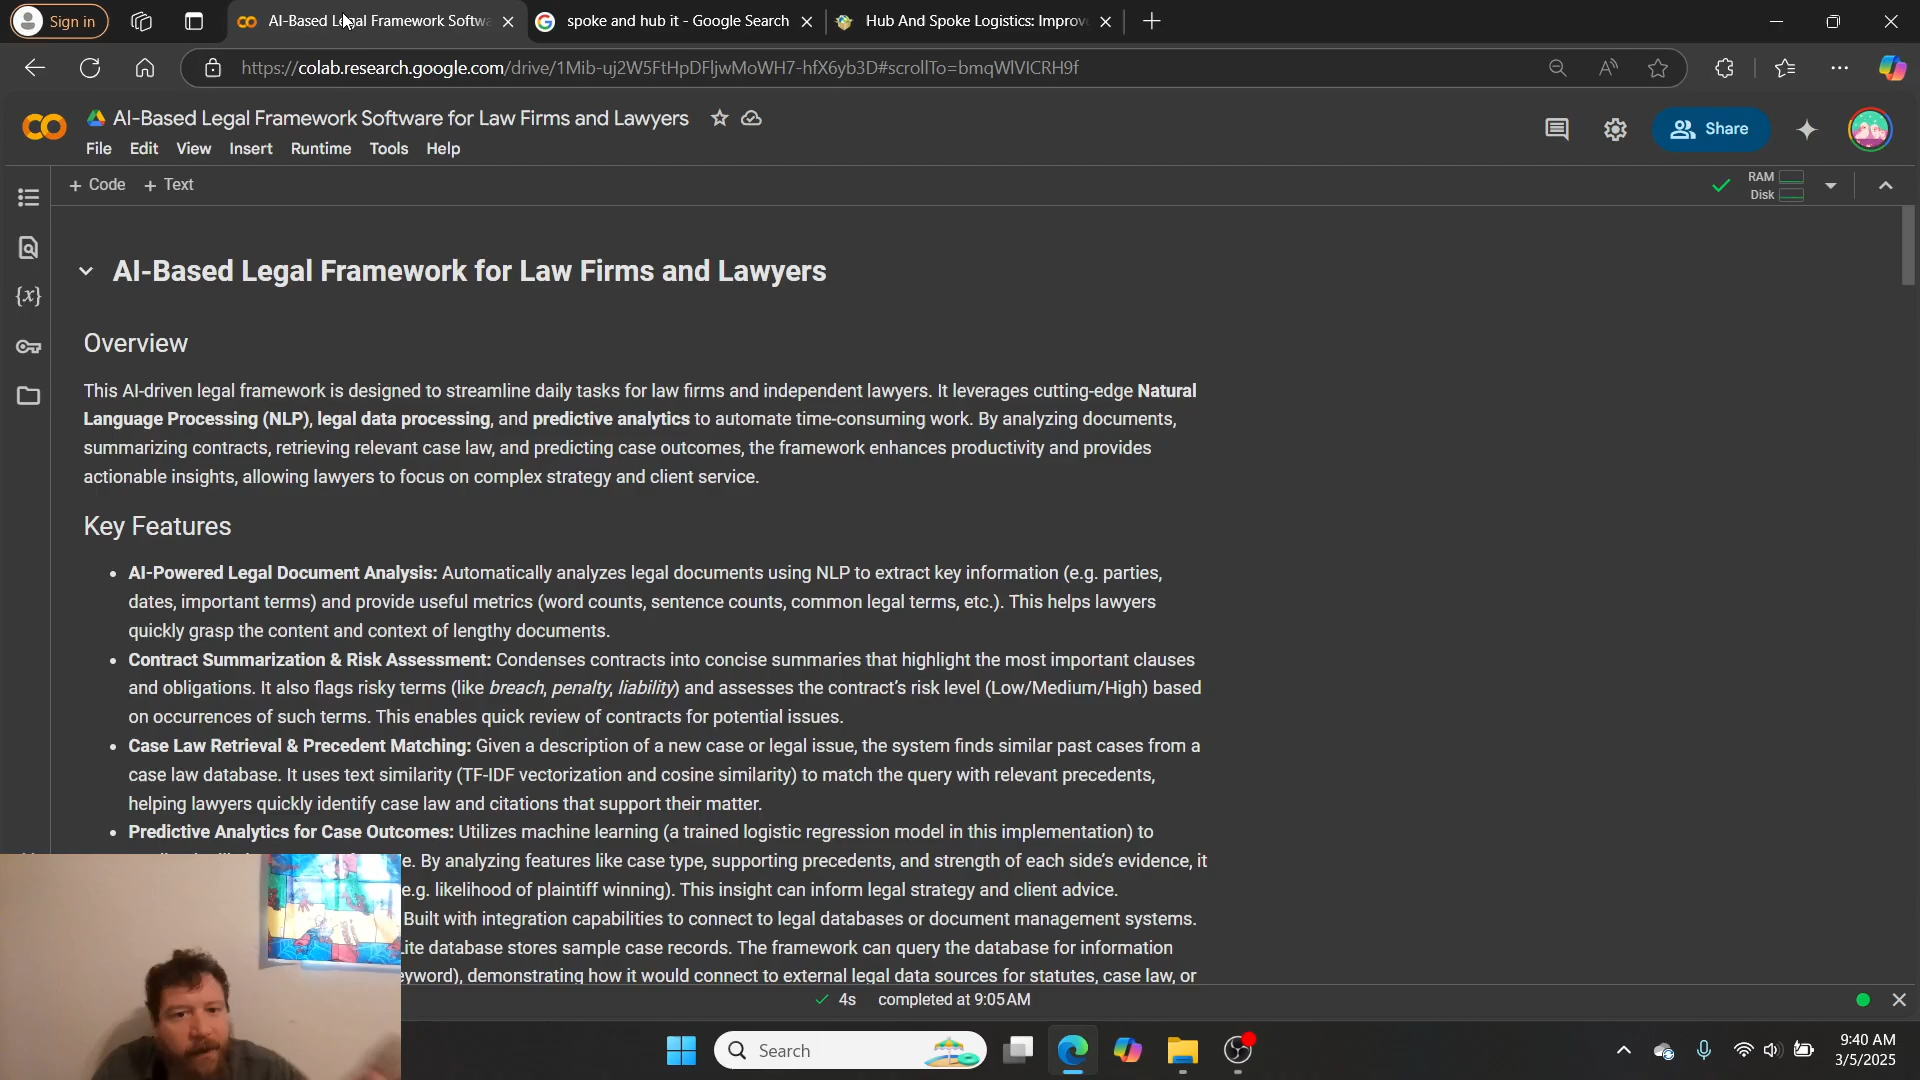 Sign in
AI-Based Legal Framework Softwa
spoke and hub it - Google Search
Hub And Spoke Logistics: Improv
https://colab.research.google.com/drive/1Mib-uj2W5FtHpDFljwMoWH7-hfX6yb3D#scrollTo=bmqWlVICRH9f
AI-Based Legal Framework Software for Law Firms and Lawyers
File Edit View Insert Runtime Tools Help
Share
+ Code + Text
RAM
Disk
AI-Based Legal Framework for Law Firms and Lawyers
Overview
This AI-driven legal framework is designed to streamline daily tasks for law firms and independent lawyers. It leverages cutting-edge Natural
Language Processing (NLP), legal data processing, and predictive analytics to automate time-consuming work. By analyzing documents,
summarizing contracts, retrieving relevant case law, and predicting case outcomes, the framework enhances productivity and provides
actionable insights, allowing lawyers to focus on complex strategy and client service.
Key Features
• AI-Powered Legal Document Analysis: Automatically analyzes legal documents using NLP to extract key information (e.g. parties,
dates, important terms) and provide useful metrics (word counts, sentence counts, common legal terms, etc.). This helps lawyers
quickly grasp the content and context of lengthy documents.
• Contract Summarization & Risk Assessment: Condenses contracts into concise summaries that highlight the most important clauses
and obligations. It also flags risky terms (like breach, penalty, liability) and assesses the contract's risk level (Low/Medium/High) based
on occurrences of such terms. This enables quick review of contracts for potential issues.
• Case Law Retrieval & Precedent Matching: Given a description of a new case or legal issue, the system finds similar past cases from a
case law database. It uses text similarity (TF-IDF vectorization and cosine similarity) to match the query with relevant precedents,
helping lawyers quickly identify case law and citations that support their matter.
• Predictive Analytics for Case Outcomes: Utilizes machine learning (a trained logistic regression model in this implementation) to
e. By analyzing features like case type, supporting precedents, and strength of each side's evidence, it
e.g. likelihood of plaintiff winning). This insight can inform legal strategy and client advice.
Built with integration capabilities to connect to legal databases or document management systems.
ite database stores sample case records. The framework can query the database for information
eyword), demonstrating how it would connect to external legal data sources for statutes, case law, or
4s completed at 9:05 AM
Search
9:40 AM
3/5/2025